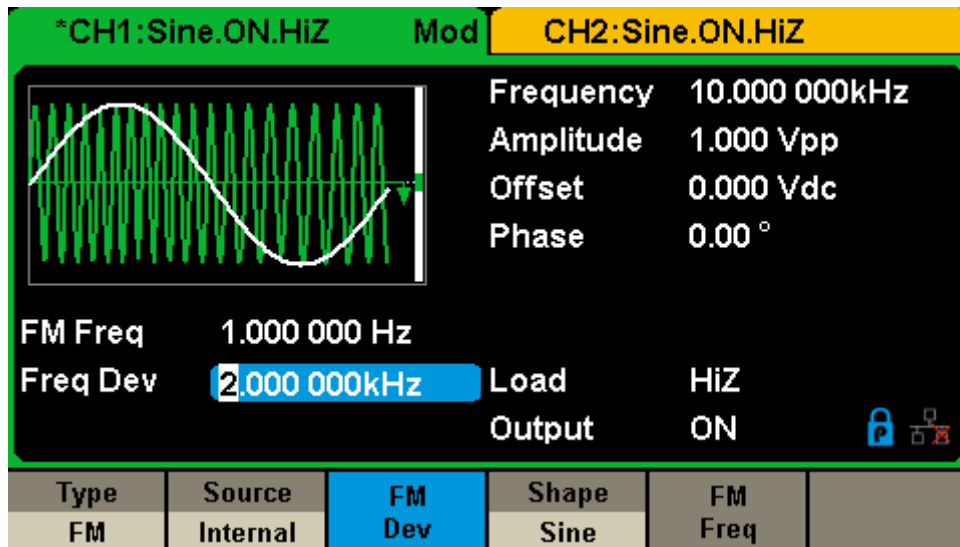 *CH1:Sine.ON.HiZ Mod CH2:Sine.ON.HiZ
Frequency 10.000 000kHz
Amplitude 1.000 Vpp
Offset 0.000 Vdc
Phase 0.00 °
FM Freq 1.000 000 Hz
Freq Dev 2.000 000kHz Load HiZ
Output ON P
Type Source FM Shape FM
FM Internal Dev Sine Freq